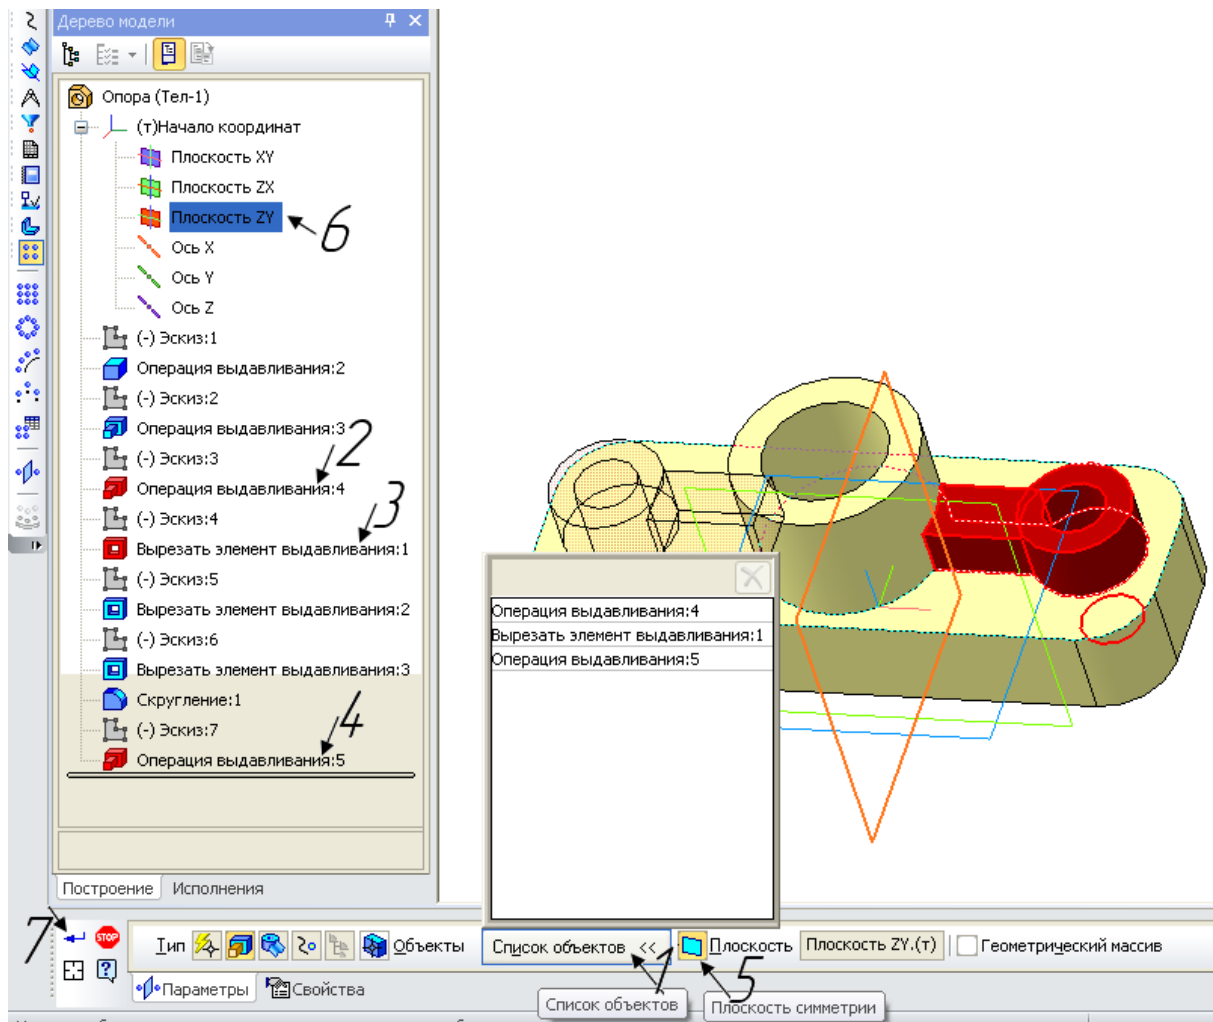 Дерево модели
Опора (Тел-1)
(т)Начало координат
Плоскость XY
Плоскость ZX
Плоскость ZY
6
Ось X
Ось Y
Ось Z
(-) Эскиз:1
Операция выдавливания:2
(-) Эскиз:2
Операция выдавливания:3
2
(-) Эскиз:3
Операция выдавливания:4
3
(-) Эскиз:4
Вырезать элемент выдавливания:1
(-) Эскиз:5
Вырезать элемент выдавливания:2
(-) Эскиз:6
Вырезать элемент выдавливания:3
Скругление:1
4
(-) Эскиз:7
Операция выдавливания:5
Построение Исполнения
Операция выдавливания:4
Вырезать элемент выдавливания:1
Операция выдавливания:5
7
STOP Тип Объекты Список объектов << Плоскость Плоскость ZY.(т) Геометрический массив
1 5
Параметры Свойства
Список объектов Плоскость симметрии